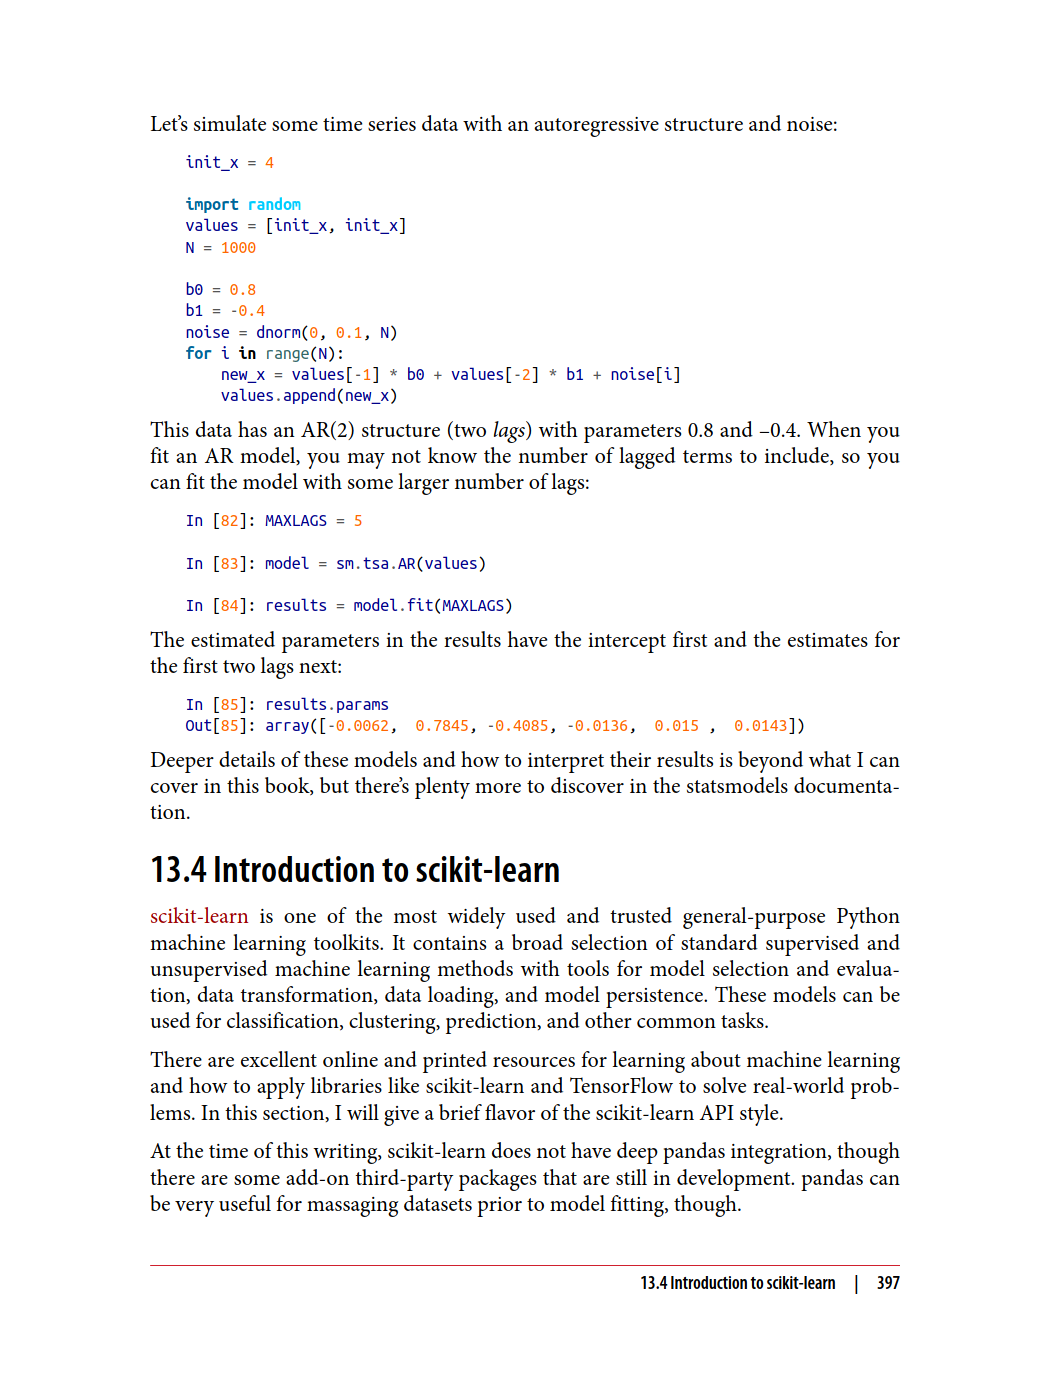 Let's simulate some time series data with an autoregressive structure and noise:
init_x = 4
import random
values = [init_x, init_x]
N = 1000
b0 = 0.8
b1 = -0.4
noise = dnorm(0, 0.1, N)
for i in range(N):
    new_x = values[-1] * b0 + values[-2] * b1 + noise[i]
    values.append(new_x)
This data has an AR(2) structure (two lags) with parameters 0.8 and –0.4. When you
fit an AR model, you may not know the number of lagged terms to include, so you
can fit the model with some larger number of lags:
In [82]: MAXLAGS = 5
In [83]: model = sm.tsa.AR(values)
In [84]: results = model.fit(MAXLAGS)
The estimated parameters in the results have the intercept first and the estimates for
the first two lags next:
In [85]: results.params
Out[85]: array([-0.0062,  0.7845, -0.4085, -0.0136,  0.015 ,  0.0143])
Deeper details of these models and how to interpret their results is beyond what I can
cover in this book, but there's plenty more to discover in the statsmodels documenta-
tion.
13.4 Introduction to scikit-learn
scikit-learn is one of the most widely used and trusted general-purpose Python
machine learning toolkits. It contains a broad selection of standard supervised and
unsupervised machine learning methods with tools for model selection and evalua-
tion, data transformation, data loading, and model persistence. These models can be
used for classification, clustering, prediction, and other common tasks.
There are excellent online and printed resources for learning about machine learning
and how to apply libraries like scikit-learn and TensorFlow to solve real-world prob-
lems. In this section, I will give a brief flavor of the scikit-learn API style.
At the time of this writing, scikit-learn does not have deep pandas integration, though
there are some add-on third-party packages that are still in development. pandas can
be very useful for massaging datasets prior to model fitting, though.
13.4 Introduction to scikit-learn | 397